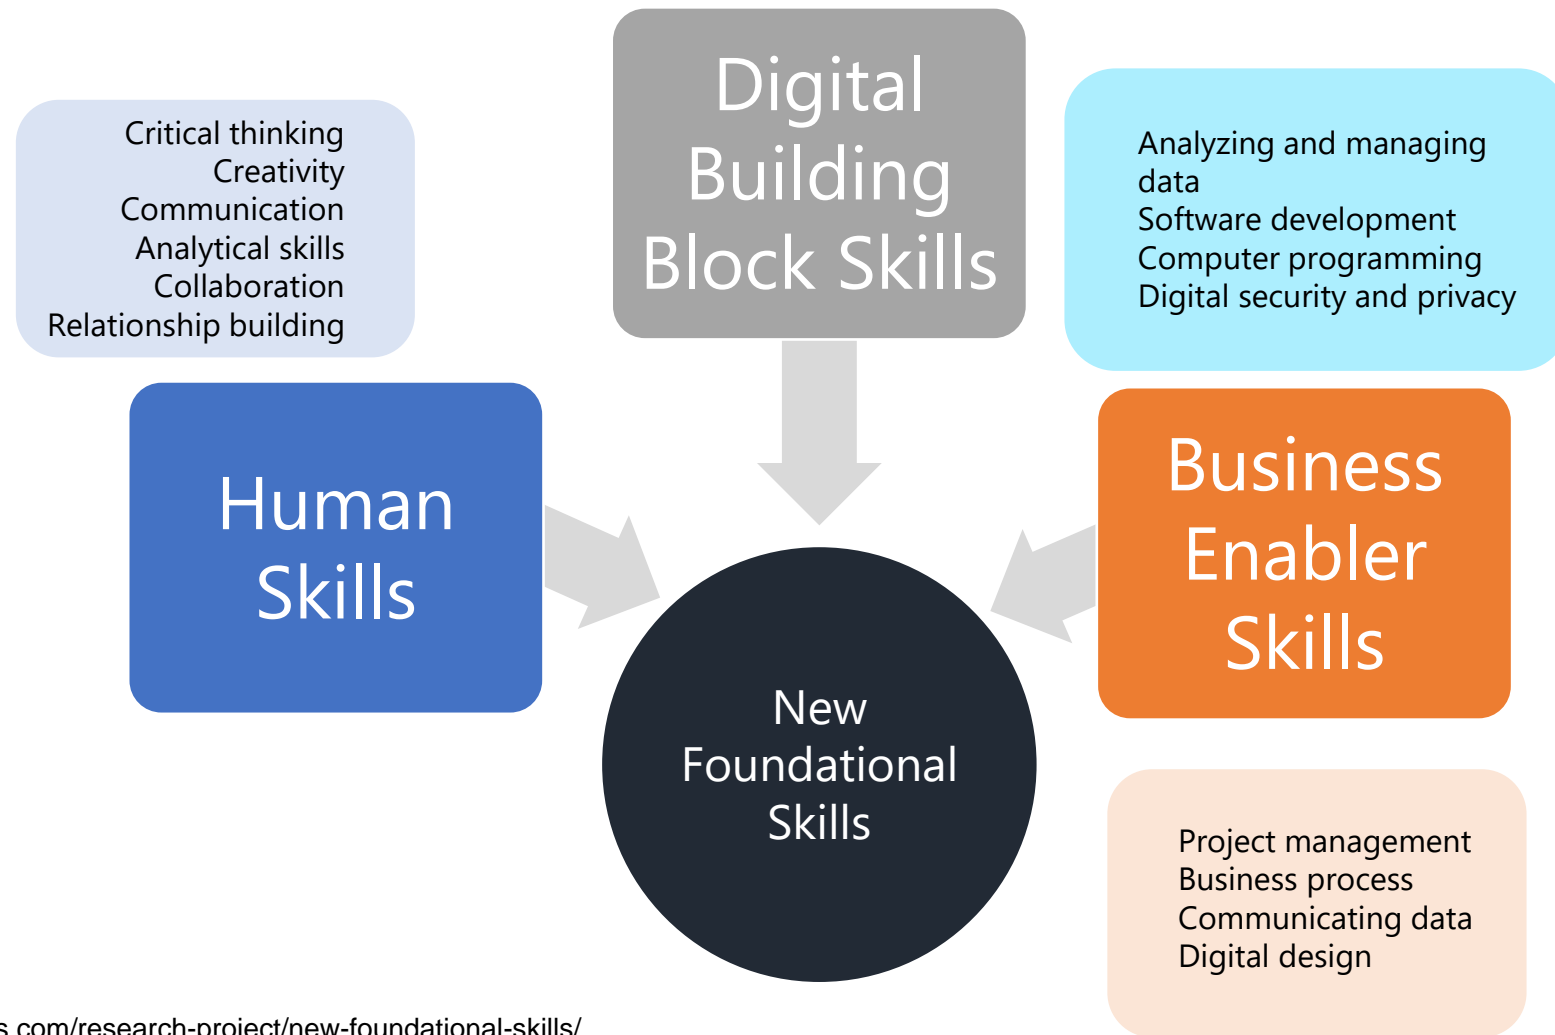 Critical thinking
Creativity
Communication
Analytical skills
Collaboration
Relationship building
Human
Skills
Digital
Building
Block Skills
Analyzing and managing
data
Software development
Computer programming
Digital security and privacy
Business
Enabler
Skills
New
Foundational
Skills
Project management
Business process
Communicating data
Digital design
s.com/research-project/new-foundational-skills/